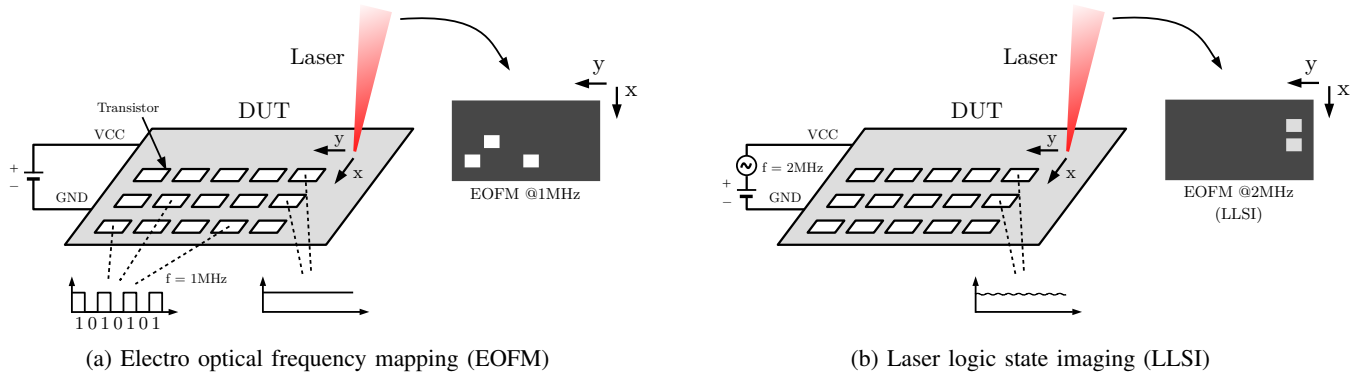 Laser
y
x
DUT
Transistor
VCC
+
−
GND
y
x
EOFM @1MHz
f = 1MHz
1 0 1 0 1 0 1
(a) Electro optical frequency mapping (EOFM)
Laser
y
x
DUT
VCC
f = 2MHz
+
−
GND
y
x
EOFM @2MHz
(LLSI)
(b) Laser logic state imaging (LLSI)